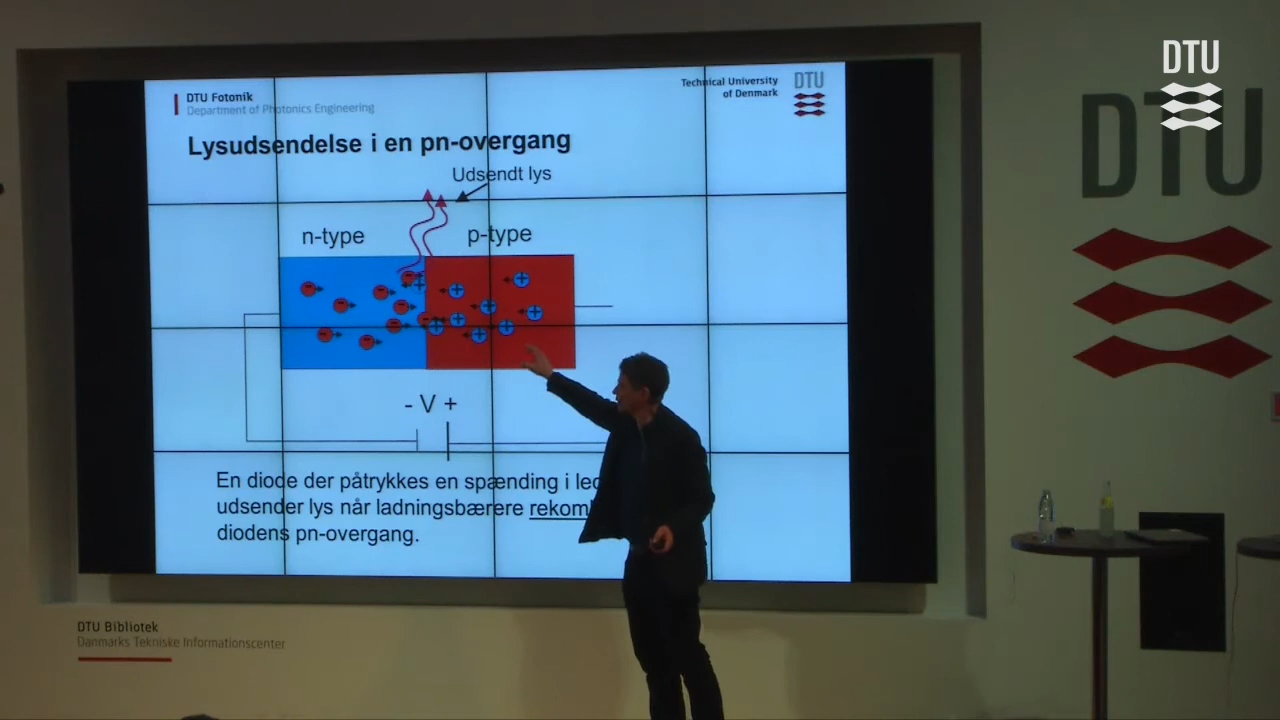 DTU
DTU
DTU Fotonik
Department of Photonics Engineering
Technical University
of Denmark
DTU
Lysudsendelse i en pn-overgang
Udsendt lys
n-type
p-type
- V +
En diode der påtrykkes en spænding i
udsender lys når ladningsbærere
diodens pn-overgang.
DTU Bibliotek
Danmarks Tekniske Informationscenter